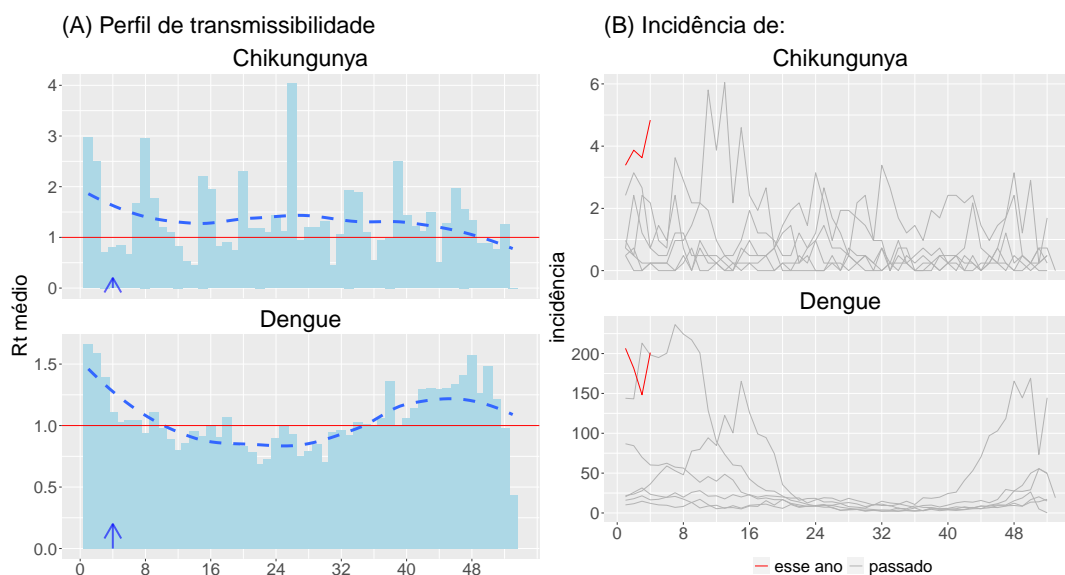 (A) Perfil de transmissibilidade
Chikungunya
4
3
2
1
0
Dengue
1.5
1.0
0.5
0.0
0 8 16 24 32 40 48
Rt médio
(B) Incidência de:
Chikungunya
6
4
2
0
Dengue
200
150
100
50
0
0 8 16 24 32 40 48
incidência
esse ano passado